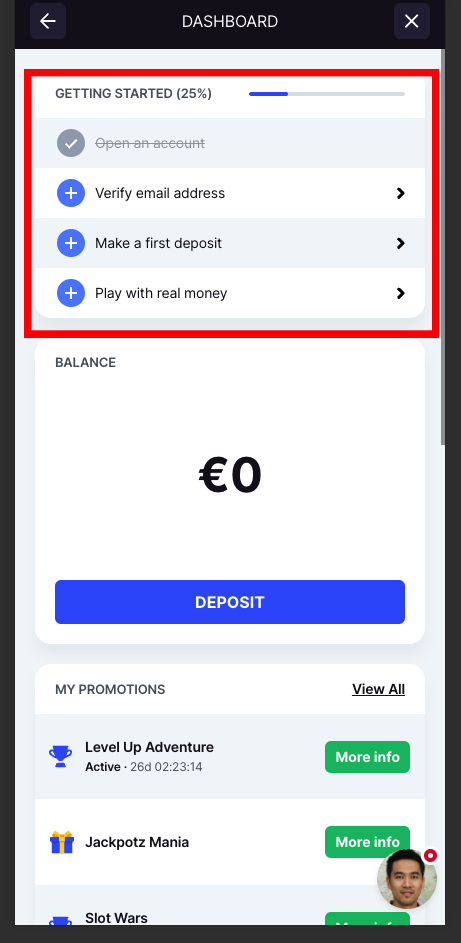 DASHBOARD
GETTING STARTED (25%)
Open an account
Verify email address
Make a first deposit
Play with real money
BALANCE
€0
DEPOSIT
MY PROMOTIONS View All
Level Up Adventure
Active · 26d 02:23:14
More info
Jackpotz Mania
More info
Slot Wars